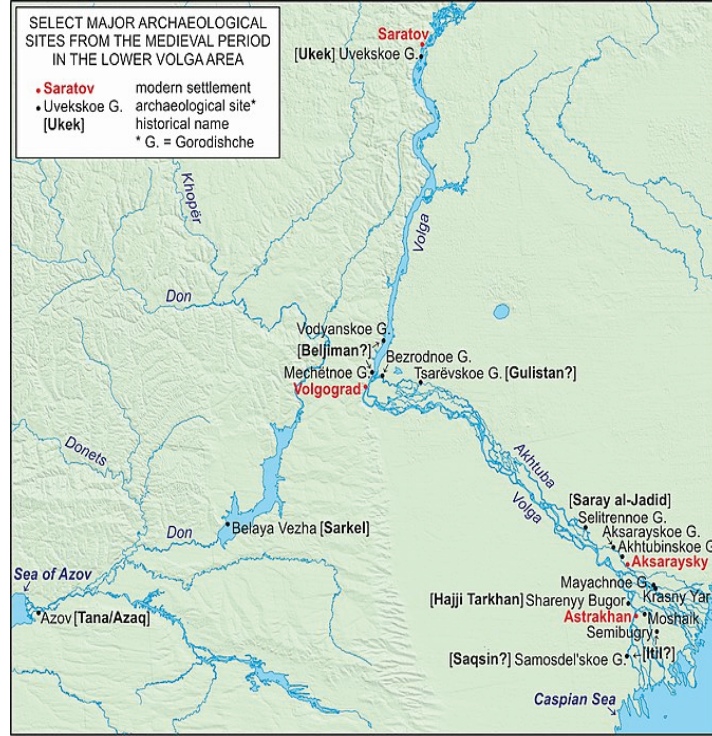 SELECT MAJOR ARCHAEOLOGICAL
SITES FROM THE MEDIEVAL PERIOD
IN THE LOWER VOLGA AREA
Saratov modern settlement
Uvekskoe G. archaeological site*
[Ukek] historical name
* G. = Gorodishche
Saratov
[Ukek] Uvekskoe G.
Khopër
Volga
Don
Vodyanskoe G.
[Beljiman?]
Bezrodnoe G.
Mechetnoe G.
Tsarëvskoe G. [Gulistan?]
Volgograd
Donets
Akhtuba
Volga
[Saray al-Jadid]
Selitrennoe G.
Don
Belaya Vezha [Sarkel]
Aksarayskoe G.
Akhtubinskoe G
Aksaraysky
Sea of Azov
Mayachnoe G.
Krasny Yar
[Hajji Tarkhan] Sharenyy Bugor
Azov [Tana/Azaq]
Astrakhan
Moshaik
Semibugry
[Itil?]
[Saqsin?] Samosdel'skoe G.
Caspian Sea